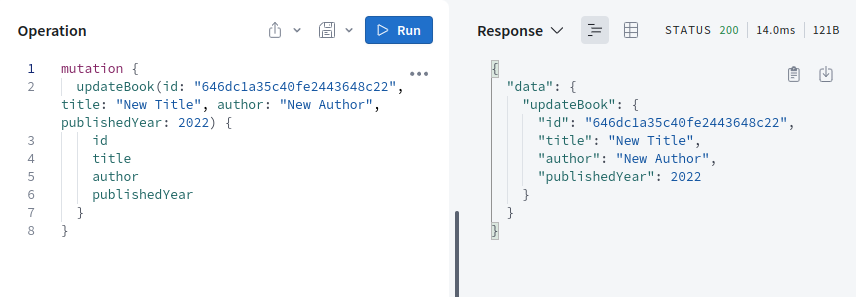 Operation
Run
1 mutation {
2 updateBook(id: "646dc1a35c40fe2443648c22",
title: "New Title", author: "New Author",
publishedYear: 2022) {
3 id
4 title
5 author
6 publishedYear
7 }
8 }
Response
STATUS 200 14.0ms 121B
{
"data": {
"updateBook": {
"id": "646dc1a35c40fe2443648c22",
"title": "New Title",
"author": "New Author",
"publishedYear": 2022
}
}
}